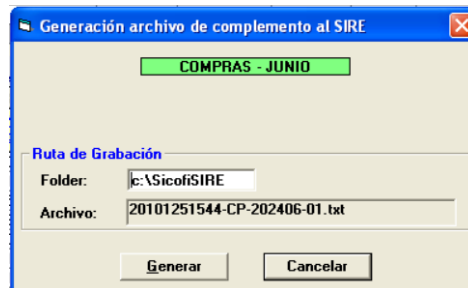 Generación archivo de complemento al SIRE
COMPRAS - JUNIO
Ruta de Grabación
Folder: c:\SicofiSIRE
Archivo: 20101251544-CP-202406-01.txt
Generar Cancelar